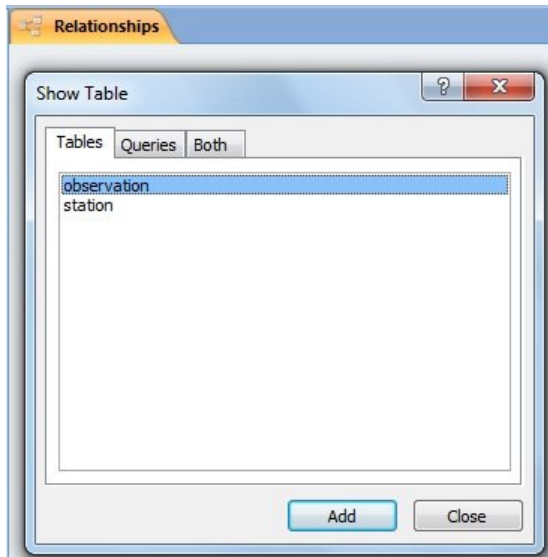 Relationships
Show Table
?
X
Tables Queries Both
observation
station
Add Close